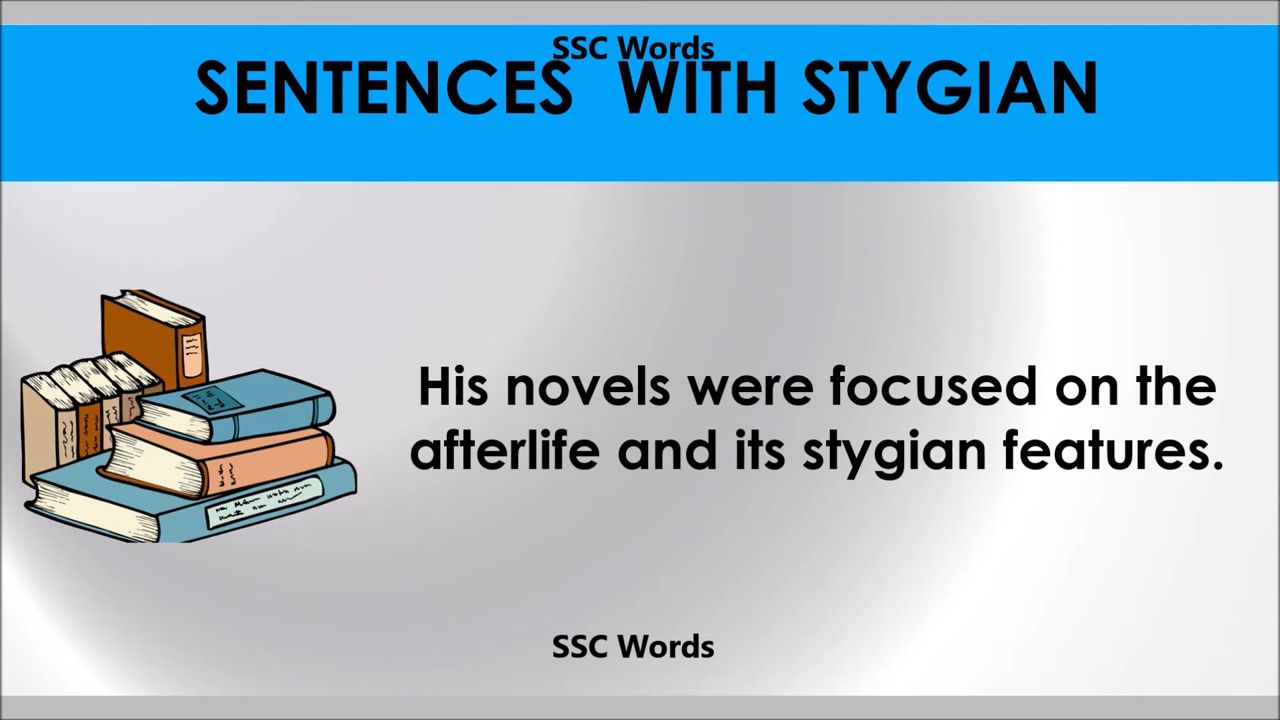 SSC Words
SENTENCES WITH STYGIAN
His novels were focused on the
afterlife and its stygian features.
SSC Words